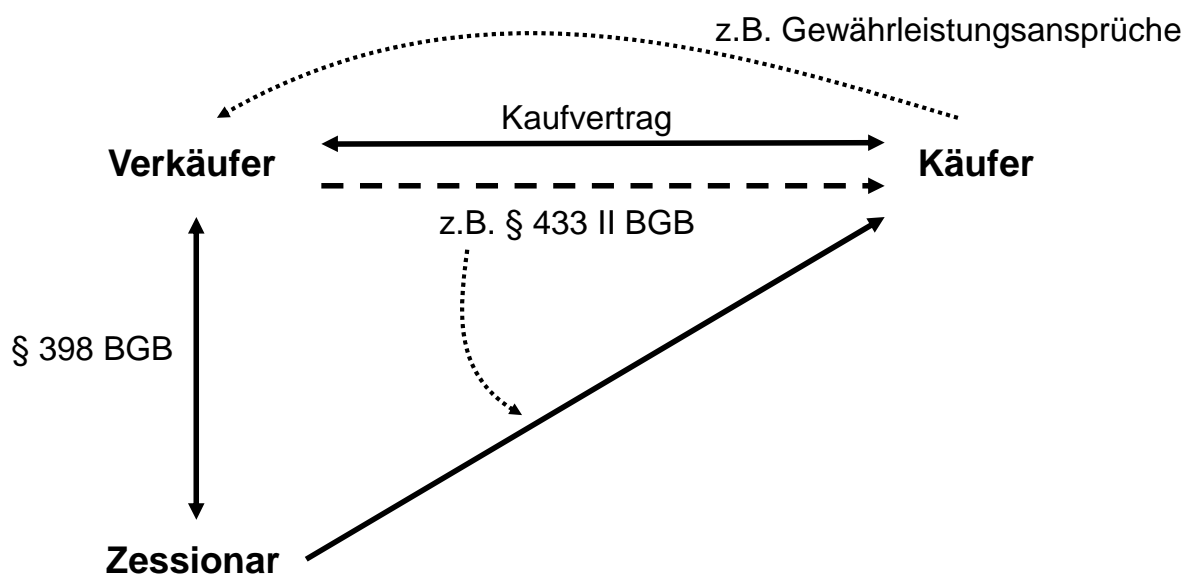 z.B. Gewährleistungsansprüche
Kaufvertrag
Verkäufer
Käufer
z.B. § 433 II BGB
§ 398 BGB
Zessionar